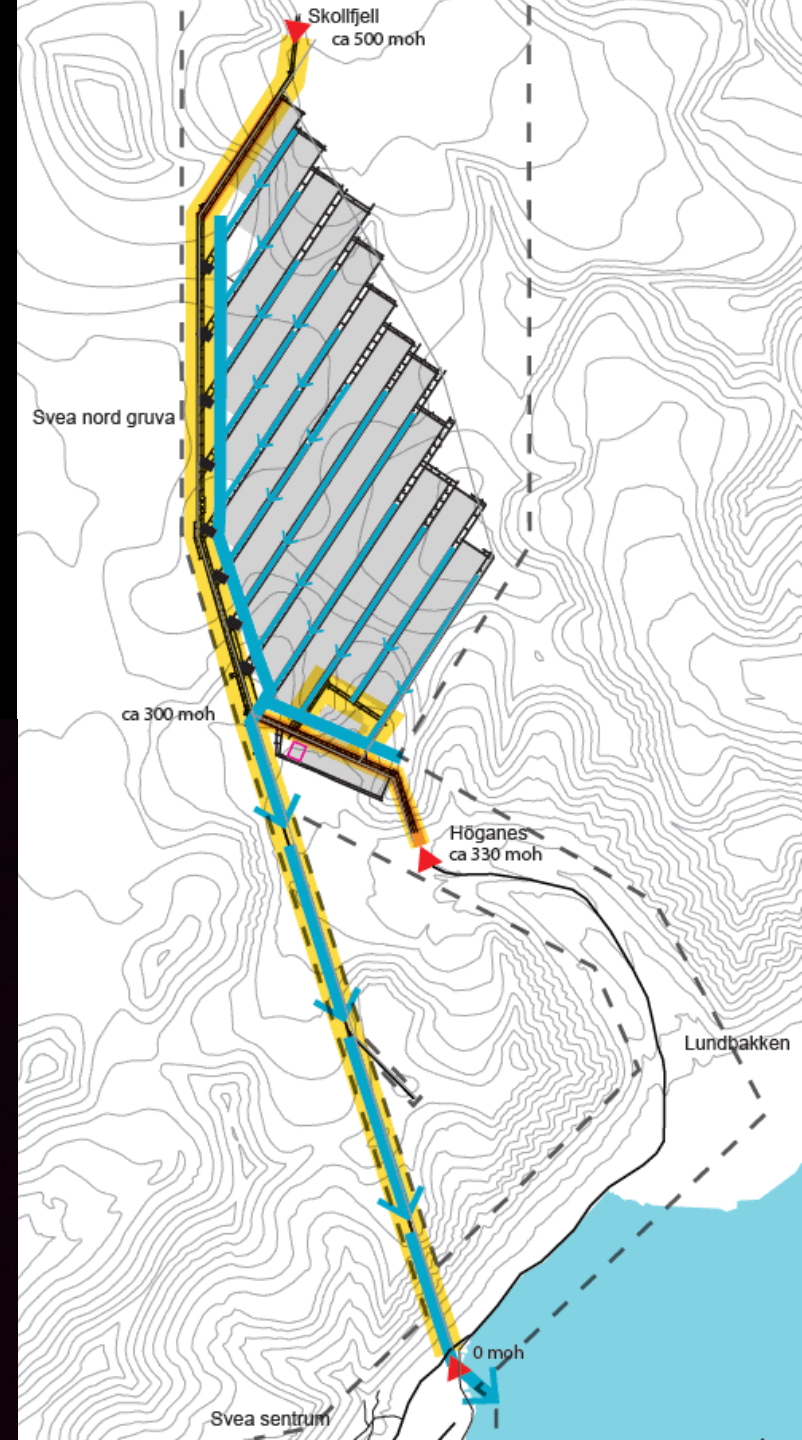 Skollfjell
ca 500 moh
Svea nord gruva
ca 300 moh
Höganes
ca 330 moh
Lundbakken
0 moh
Svea sentrum